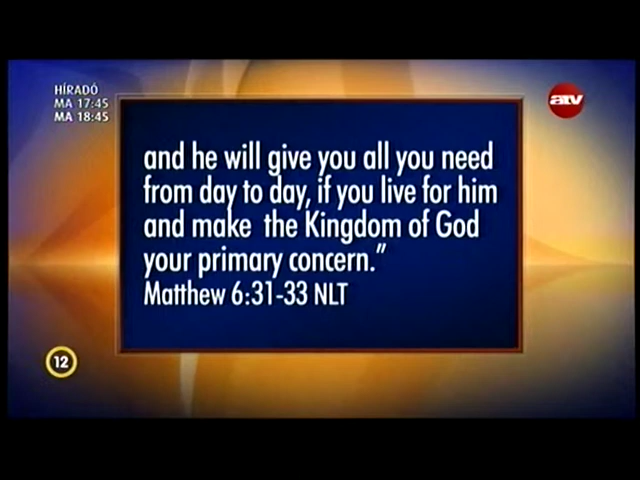 HÍRADÓ
MA 17:45
MA 18:45
atv
and he will give you all you need
from day to day, if you live for him
and make the Kingdom of God
your primary concern.”
Matthew 6:31-33 NLT
12